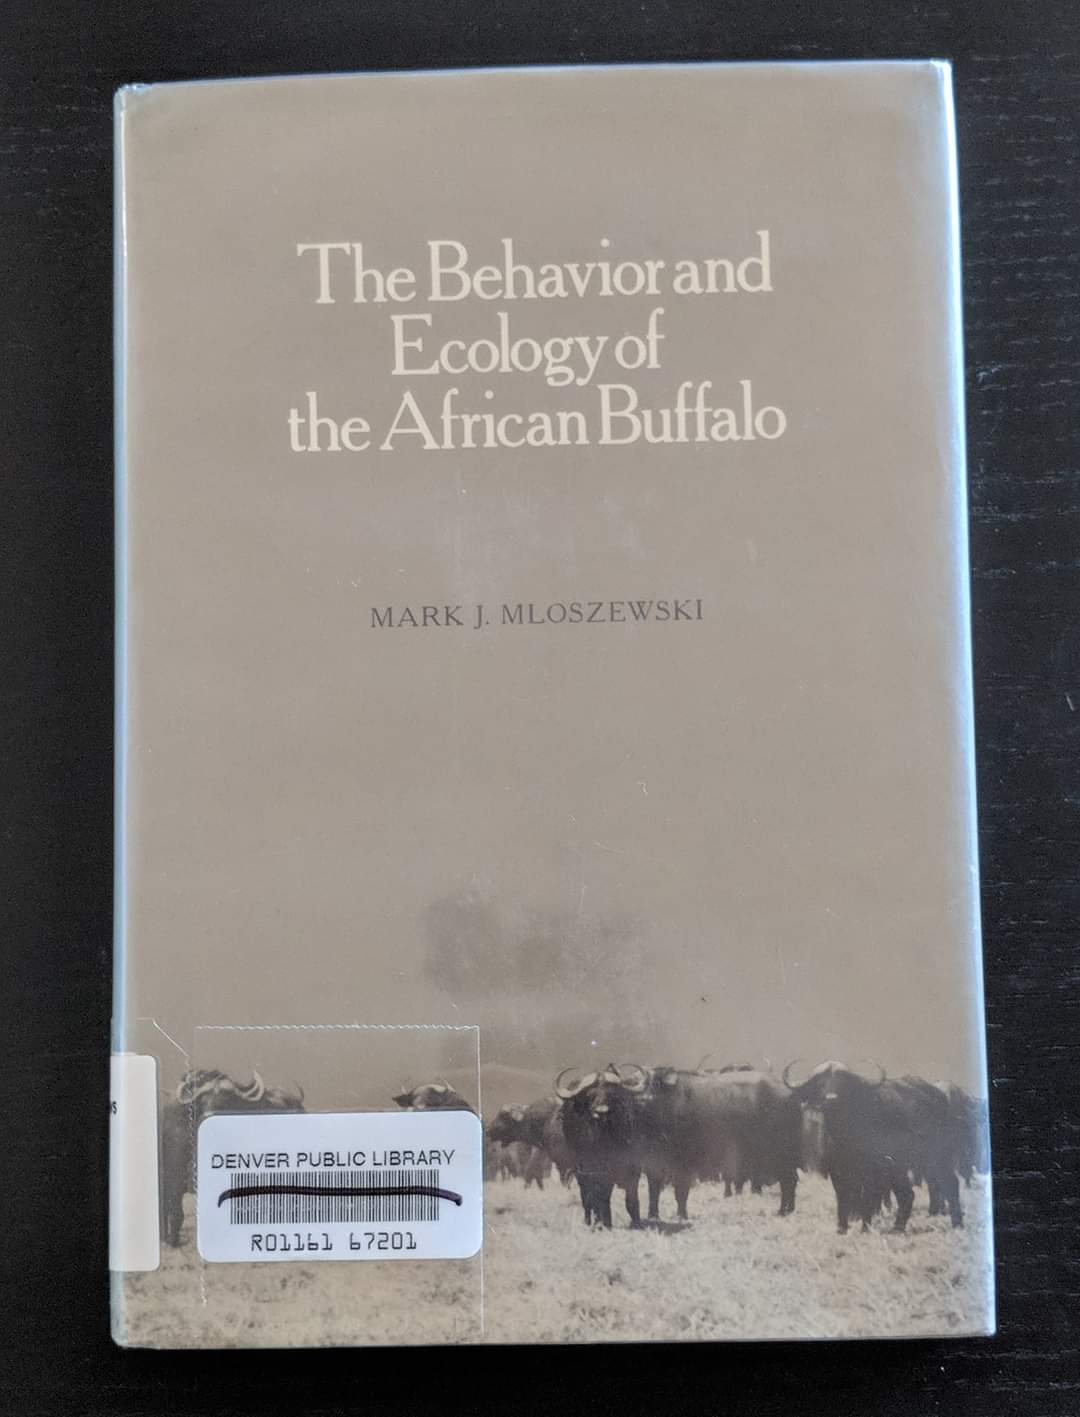 The Behavior and
Ecology of
the African Buffalo
MARK J. MLOSZEWSKI
DENVER PUBLIC LIBRARY
R01161 67201